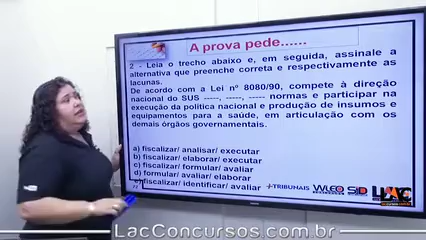 A prova pede......
2 - Leia o trecho abaixo e, em seguida, assinale a
alternativa que preenche correta e respectivamente as
lacunas.
De acordo com a Lei nº 8080/90, compete à direção
nacional do SUS -----, -----, ----- normas e participar na
execução da política nacional e produção de insumos e
equipamentos para a saúde, em articulação com os
demais órgãos governamentais.
a) fiscalizar/ analisar/ executar
b) fiscalizar/ elaborar/ executar
c) fiscalizar/ formular/ avaliar
d) formular/ avaliar/ elaborar
e) fiscalizar/ identificar/ avaliar
+TRIBUNAIS
LacConcursos.com.br